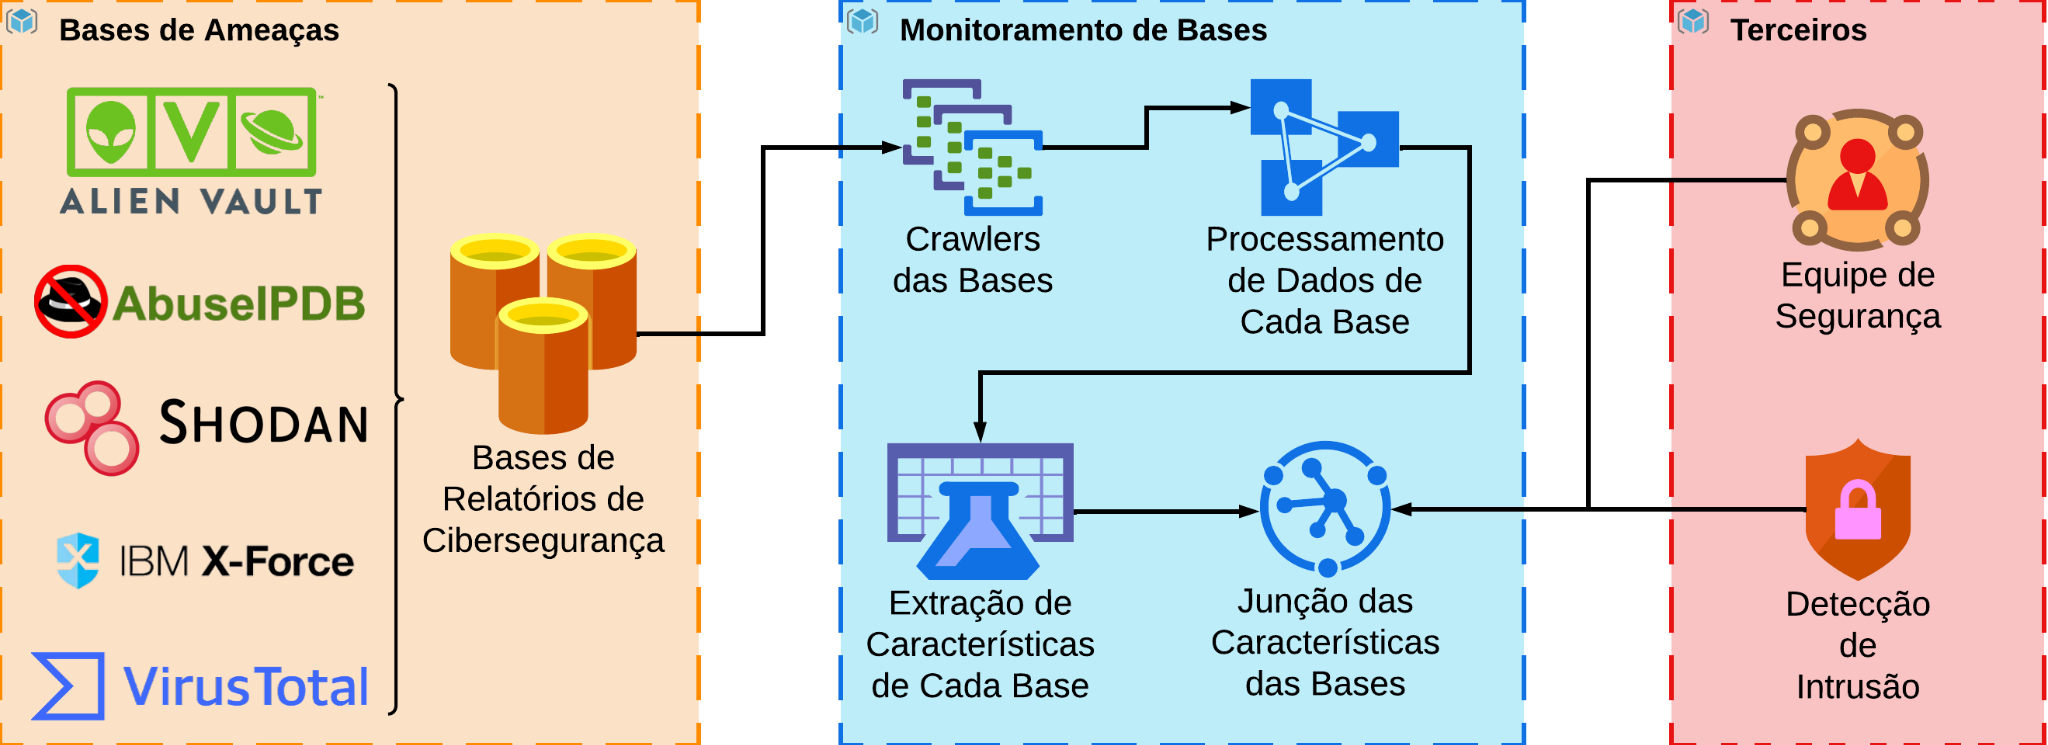 Bases de Ameaças
ALIEN VAULT
AbuseIPDB
SHODAN
IBM X-Force
VirusTotal
Bases de
Relatórios de
Cibersegurança
Monitoramento de Bases
Crawlers
das Bases
Processamento
de Dados de
Cada Base
Extração de
Características
de Cada Base
Junção das
Características
das Bases
Terceiros
Equipe de
Segurança
Detecção
de
Intrusão